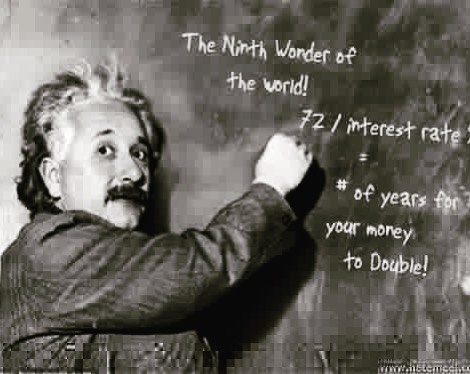 The Ninth Wonder of
the world!
72 / interest rate
=
# of years for
your money
to Double!